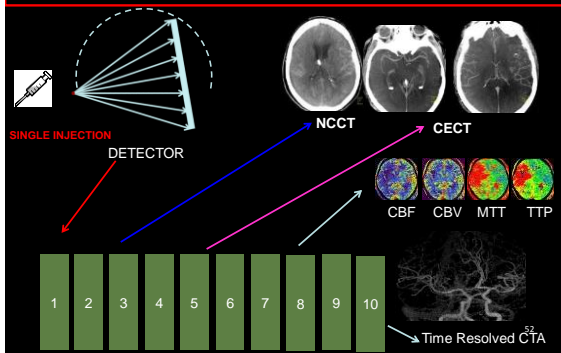 SINGLE INJECTION
DETECTOR
NCCT
CECT
CBF CBV MTT TTP
1 2 3 4 5 6 7 8 9 10
52
Time Resolved CTA